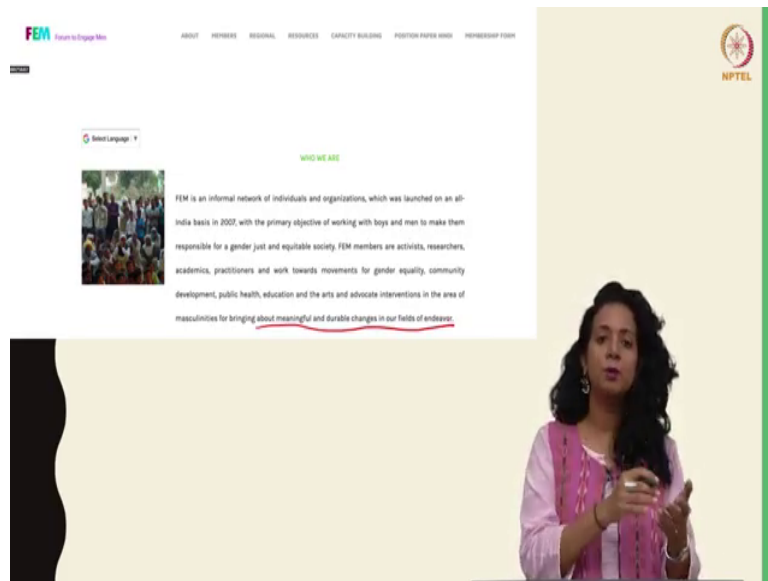 FEM Forum to Engage Men
ABOUT MEMBERS REGIONAL RESOURCES CAPACITY BUILDING POSITION PAPER HINDI MEMBERSHIP FORM
NPTEL
Select Language
WHO WE ARE
FEM is an informal network of individuals and organizations, which was launched on an all-
India basis in 2007, with the primary objective of working with boys and men to make them
responsible for a gender just and equitable society. FEM members are activists, researchers,
academics, practitioners and work towards movements for gender equality, community
development, public health, education and the arts and advocate interventions in the area of
masculinities for bringing about meaningful and durable changes in our fields of endeavor.